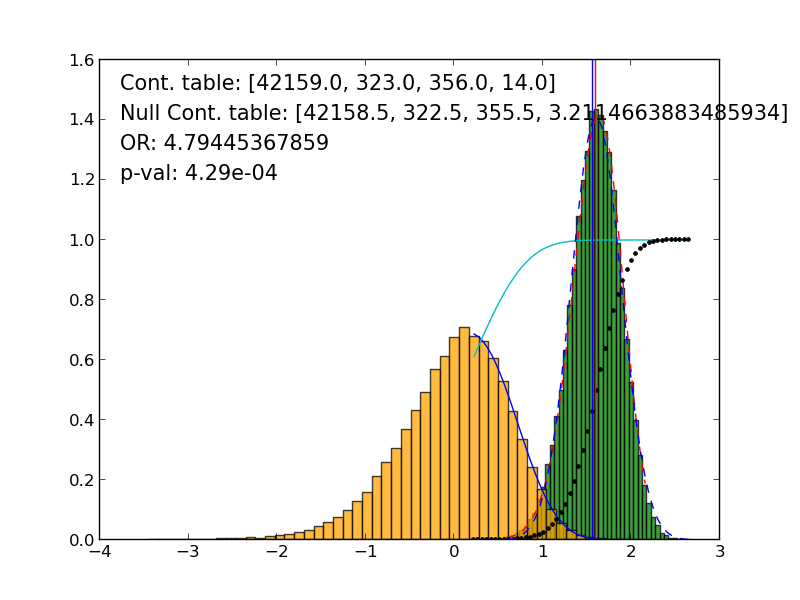 Cont. table: [42159.0, 323.0, 356.0, 14.0]
Null Cont. table: [42158.5, 322.5, 355.5, 3.2114663883485934]
OR: 4.79445367859
p-val: 4.29e-04
1.6
1.4
1.2
1.0
0.8
0.6
0.4
0.2
0.0
−4 −3 −2 −1 0 1 2 3